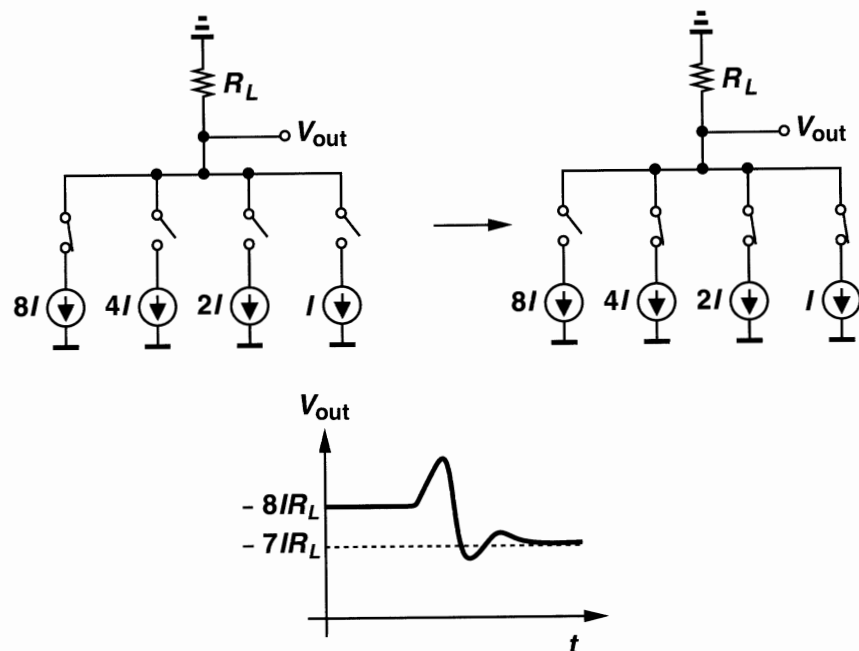 R_L
V_out
8I 4I 2I I
R_L
V_out
8I 4I 2I I
V_out
– 8IR_L
– 7IR_L
t